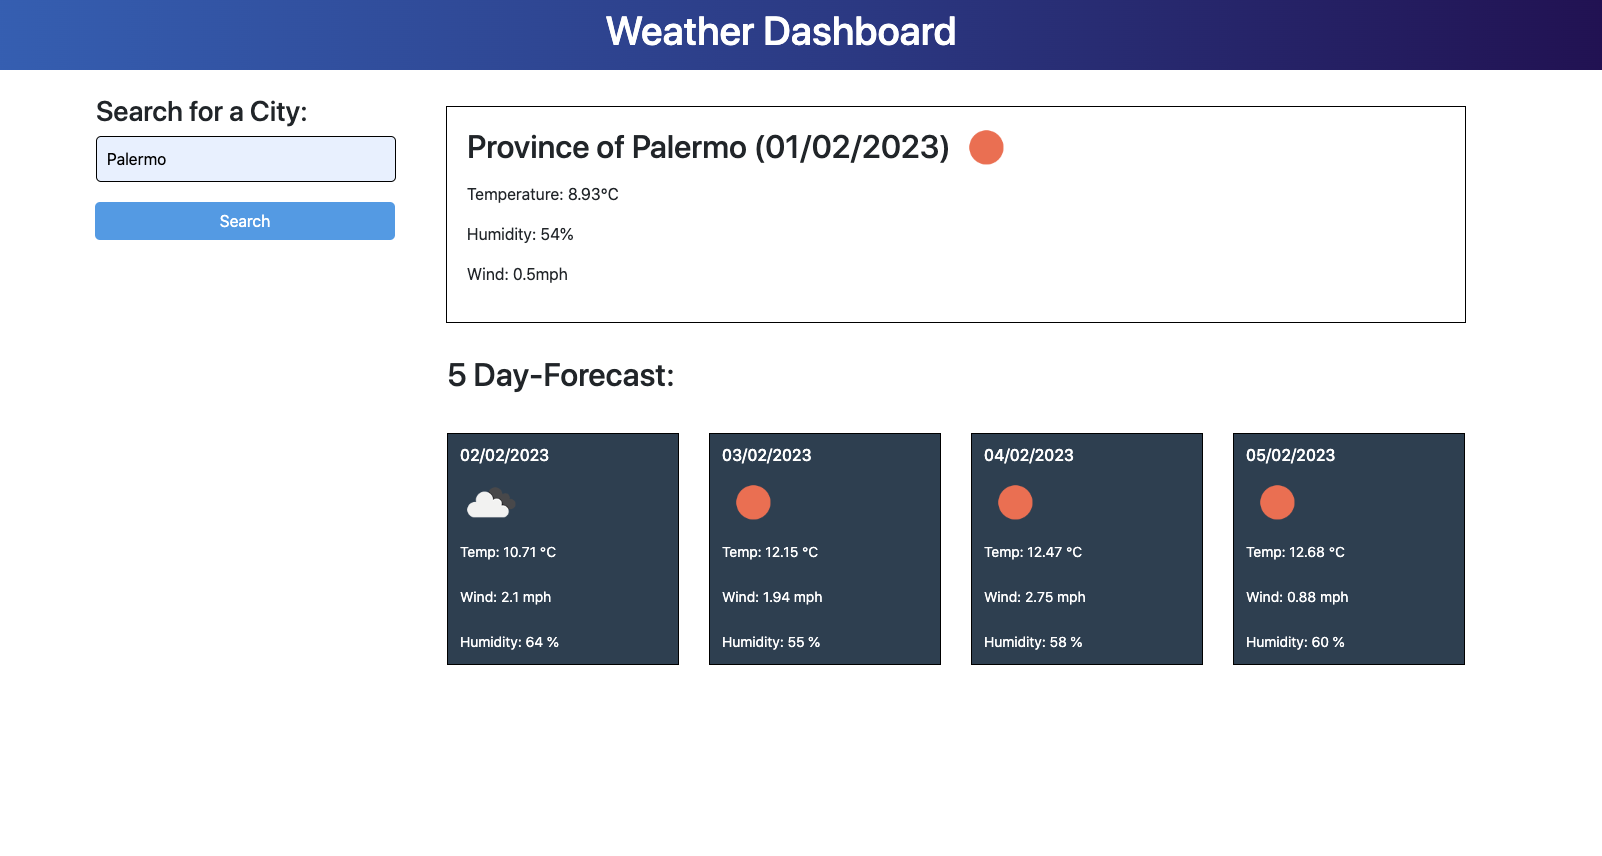 Weather Dashboard
Search for a City:
Palermo
Search
Province of Palermo (01/02/2023)
Temperature: 8.93°C
Humidity: 54%
Wind: 0.5mph
5 Day-Forecast:
02/02/2023
Temp: 10.71 °C
Wind: 2.1 mph
Humidity: 64 %
03/02/2023
Temp: 12.15 °C
Wind: 1.94 mph
Humidity: 55 %
04/02/2023
Temp: 12.47 °C
Wind: 2.75 mph
Humidity: 58 %
05/02/2023
Temp: 12.68 °C
Wind: 0.88 mph
Humidity: 60 %